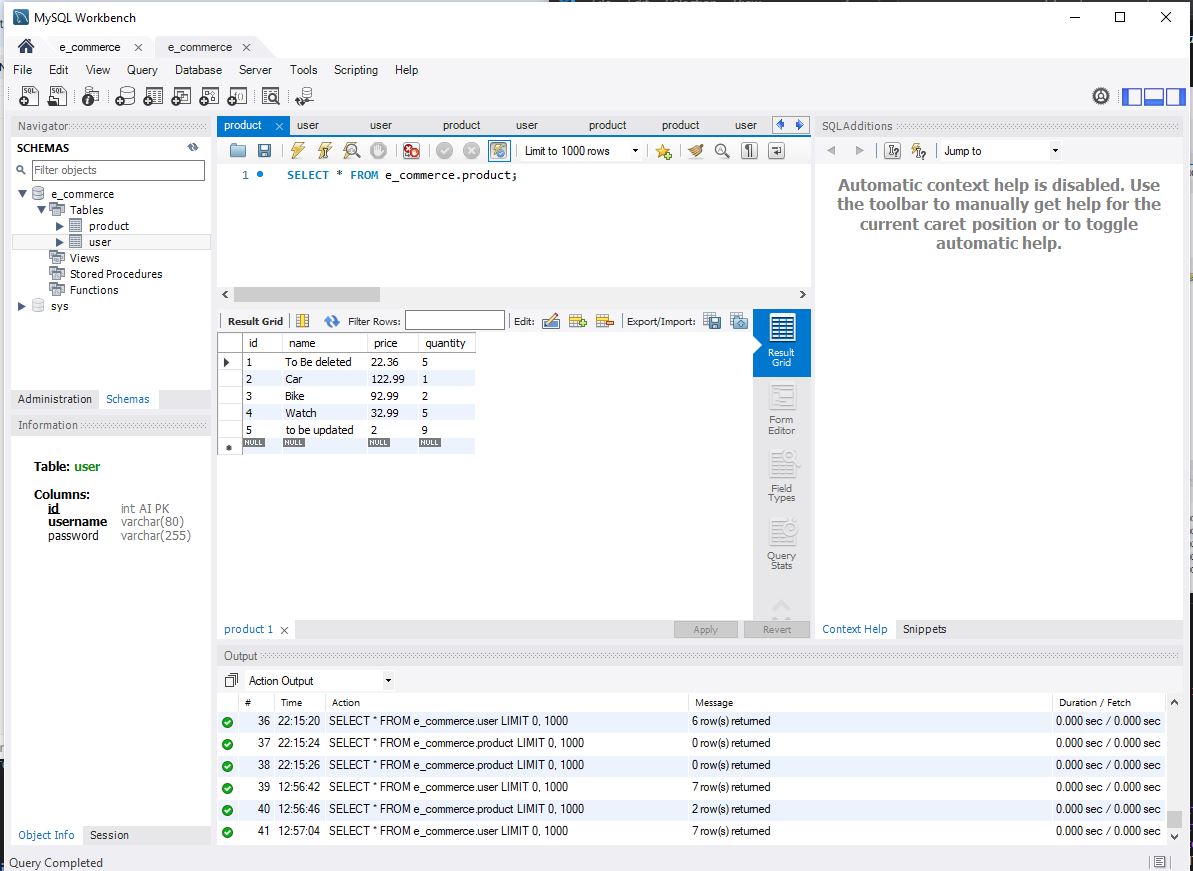 MySQL Workbench
e_commerce
e_commerce
File Edit View Query Database Server Tools Scripting Help
Navigator
SCHEMAS
Filter objects
e_commerce
Tables
product
user
Views
Stored Procedures
Functions
sys
Administration Schemas
Information
Table: user
Columns:
id int AI PK
username varchar(80)
password varchar(255)
Object Info Session
product user user product user product product user
Limit to 1000 rows
1 SELECT * FROM e_commerce.product;
Result Grid Filter Rows: Edit: Export/Import:
id name price quantity
1 To Be deleted 22.36 5
2 Car 122.99 1
3 Bike 92.99 2
4 Watch 32.99 5
5 to be updated 2 9
NULL NULL NULL NULL
Result
Grid
Form
Editor
Field
Types
Query
Stats
product 1 Apply Revert
SQLAdditions
Jump to
Automatic context help is disabled. Use
the toolbar to manually get help for the
current caret position or to toggle
automatic help.
Context Help Snippets
Output
Action Output
# Time Action Message Duration / Fetch
36 22:15:20 SELECT * FROM e_commerce.user LIMIT 0, 1000 6 row(s) returned 0.000 sec / 0.000 sec
37 22:15:24 SELECT * FROM e_commerce.product LIMIT 0, 1000 0 row(s) returned 0.000 sec / 0.000 sec
38 22:15:26 SELECT * FROM e_commerce.product LIMIT 0, 1000 0 row(s) returned 0.000 sec / 0.000 sec
39 12:56:42 SELECT * FROM e_commerce.user LIMIT 0, 1000 7 row(s) returned 0.000 sec / 0.000 sec
40 12:56:46 SELECT * FROM e_commerce.product LIMIT 0, 1000 2 row(s) returned 0.000 sec / 0.000 sec
41 12:57:04 SELECT * FROM e_commerce.user LIMIT 0, 1000 7 row(s) returned 0.000 sec / 0.000 sec
Query Completed